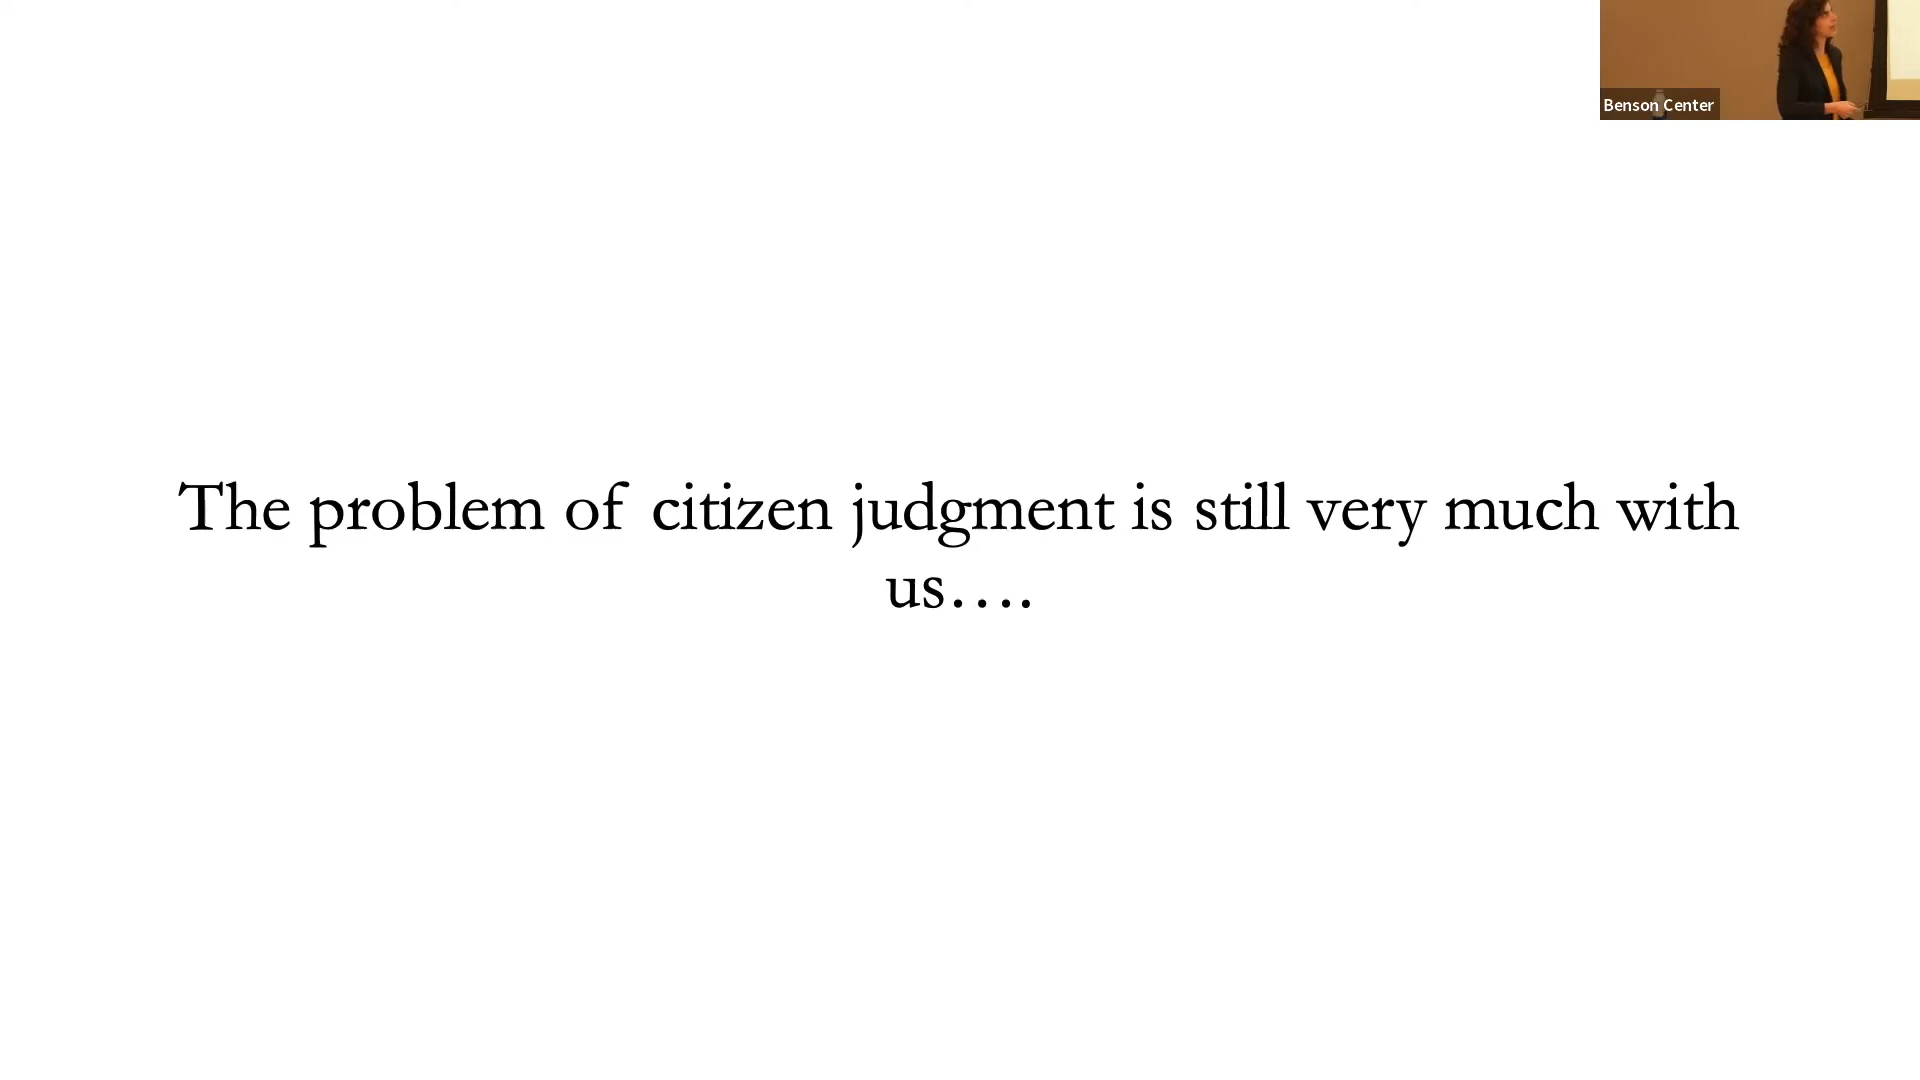 Benson Center
The problem of citizen judgment is still very much with
us….